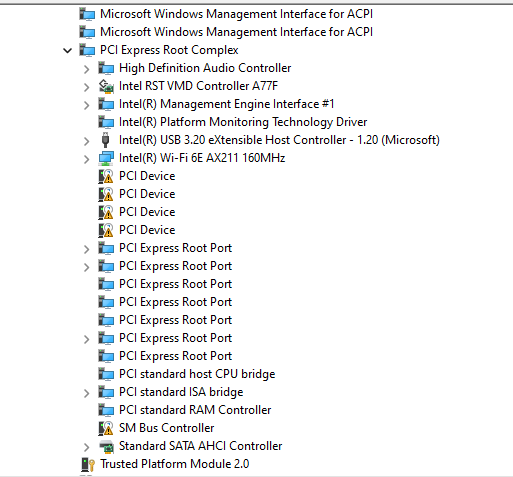 Microsoft Windows Management Interface for ACPI
Microsoft Windows Management Interface for ACPI
PCI Express Root Complex
High Definition Audio Controller
Intel RST VMD Controller A77F
Intel(R) Management Engine Interface #1
Intel(R) Platform Monitoring Technology Driver
Intel(R) USB 3.20 eXtensible Host Controller - 1.20 (Microsoft)
Intel(R) Wi-Fi 6E AX211 160MHz
PCI Device
PCI Device
PCI Device
PCI Device
PCI Express Root Port
PCI Express Root Port
PCI Express Root Port
PCI Express Root Port
PCI Express Root Port
PCI Express Root Port
PCI Express Root Port
PCI standard host CPU bridge
PCI standard ISA bridge
PCI standard RAM Controller
SM Bus Controller
Standard SATA AHCI Controller
Trusted Platform Module 2.0